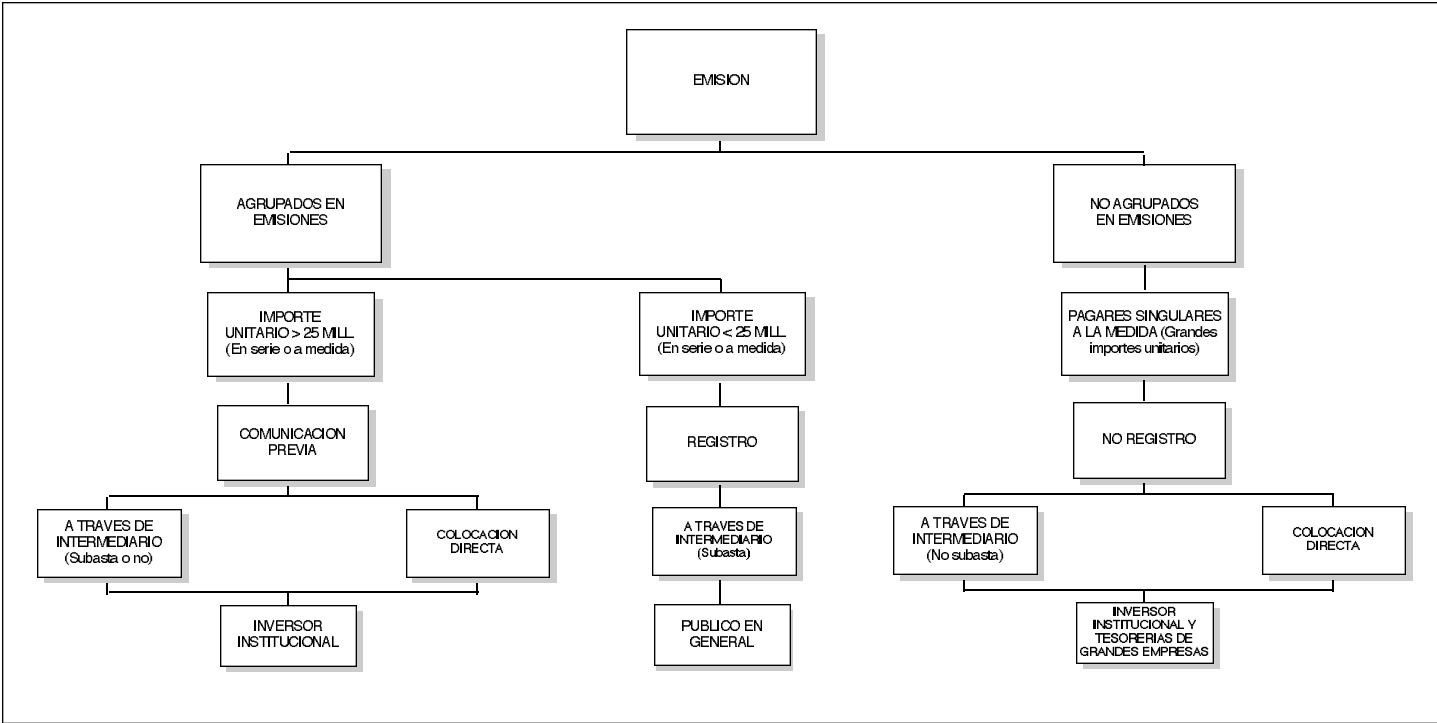 EMISION
AGRUPADOS EN
EMISIONES
NO AGRUPADOS
EN EMISIONES
IMPORTE
UNITARIO > 25 MILL.
(En serie o a medida)
IMPORTE
UNITARIO < 25 MILL.
(En serie o a medida)
PAGARES SINGULARES
A LA MEDIDA (Grandes
importes unitarios)
COMUNICACION
PREVIA
REGISTRO
NO REGISTRO
A TRAVES DE
INTERMEDIARIO
(Subasta o no)
COLOCACION
DIRECTA
A TRAVES DE
INTERMEDIARIO
(Subasta)
A TRAVES DE
INTERMEDIARIO
(No subasta)
COLOCACION
DIRECTA
INVERSOR
INSTITUCIONAL
PUBLICO EN
GENERAL
INVERSOR
INSTITUCIONAL Y
TESORERIAS DE
GRANDES EMPRESAS